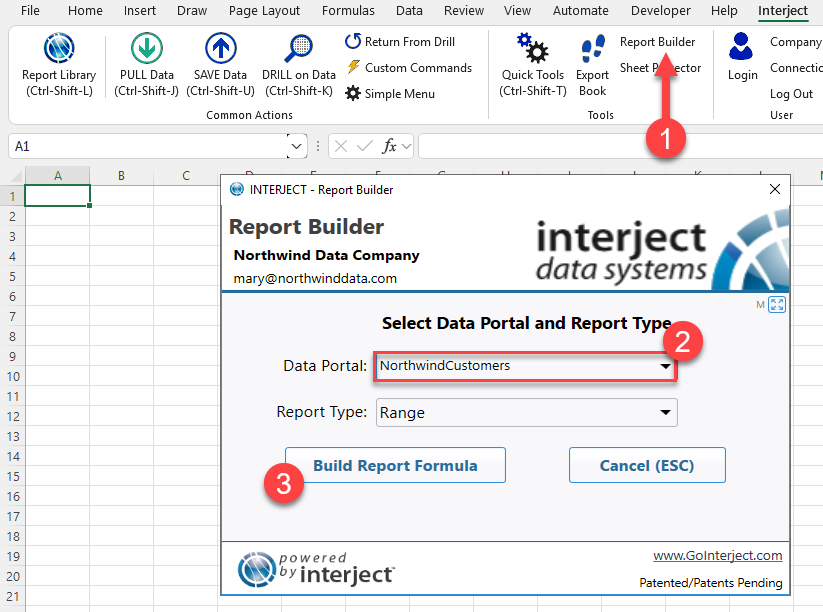 File Home Insert Draw Page Layout Formulas Data Review View Automate Developer Help Interject
Report Library
(Ctrl-Shift-L)
PULL Data
(Ctrl-Shift-J)
SAVE Data
(Ctrl-Shift-U)
DRILL on Data
(Ctrl-Shift-K)
Return From Drill
Custom Commands
Simple Menu
Common Actions
Quick Tools
(Ctrl-Shift-T)
Export
Book
Report Builder
Sheet
Tools
Login
Company
Log Out
User
1
A1
fx
A B C
1
2
3
4
5
6
7
8
9
10
11
12
13
14
15
16
17
18
19
20
21
INTERJECT - Report Builder
Report Builder
Northwind Data Company
mary@northwinddata.com
interject
data systems
M
Select Data Portal and Report Type
2
Data Portal: NorthwindCustomers
Report Type: Range
3
Build Report Formula Cancel (ESC)
powered
by interject™
www.GoInterject.com
Patented/Patents Pending